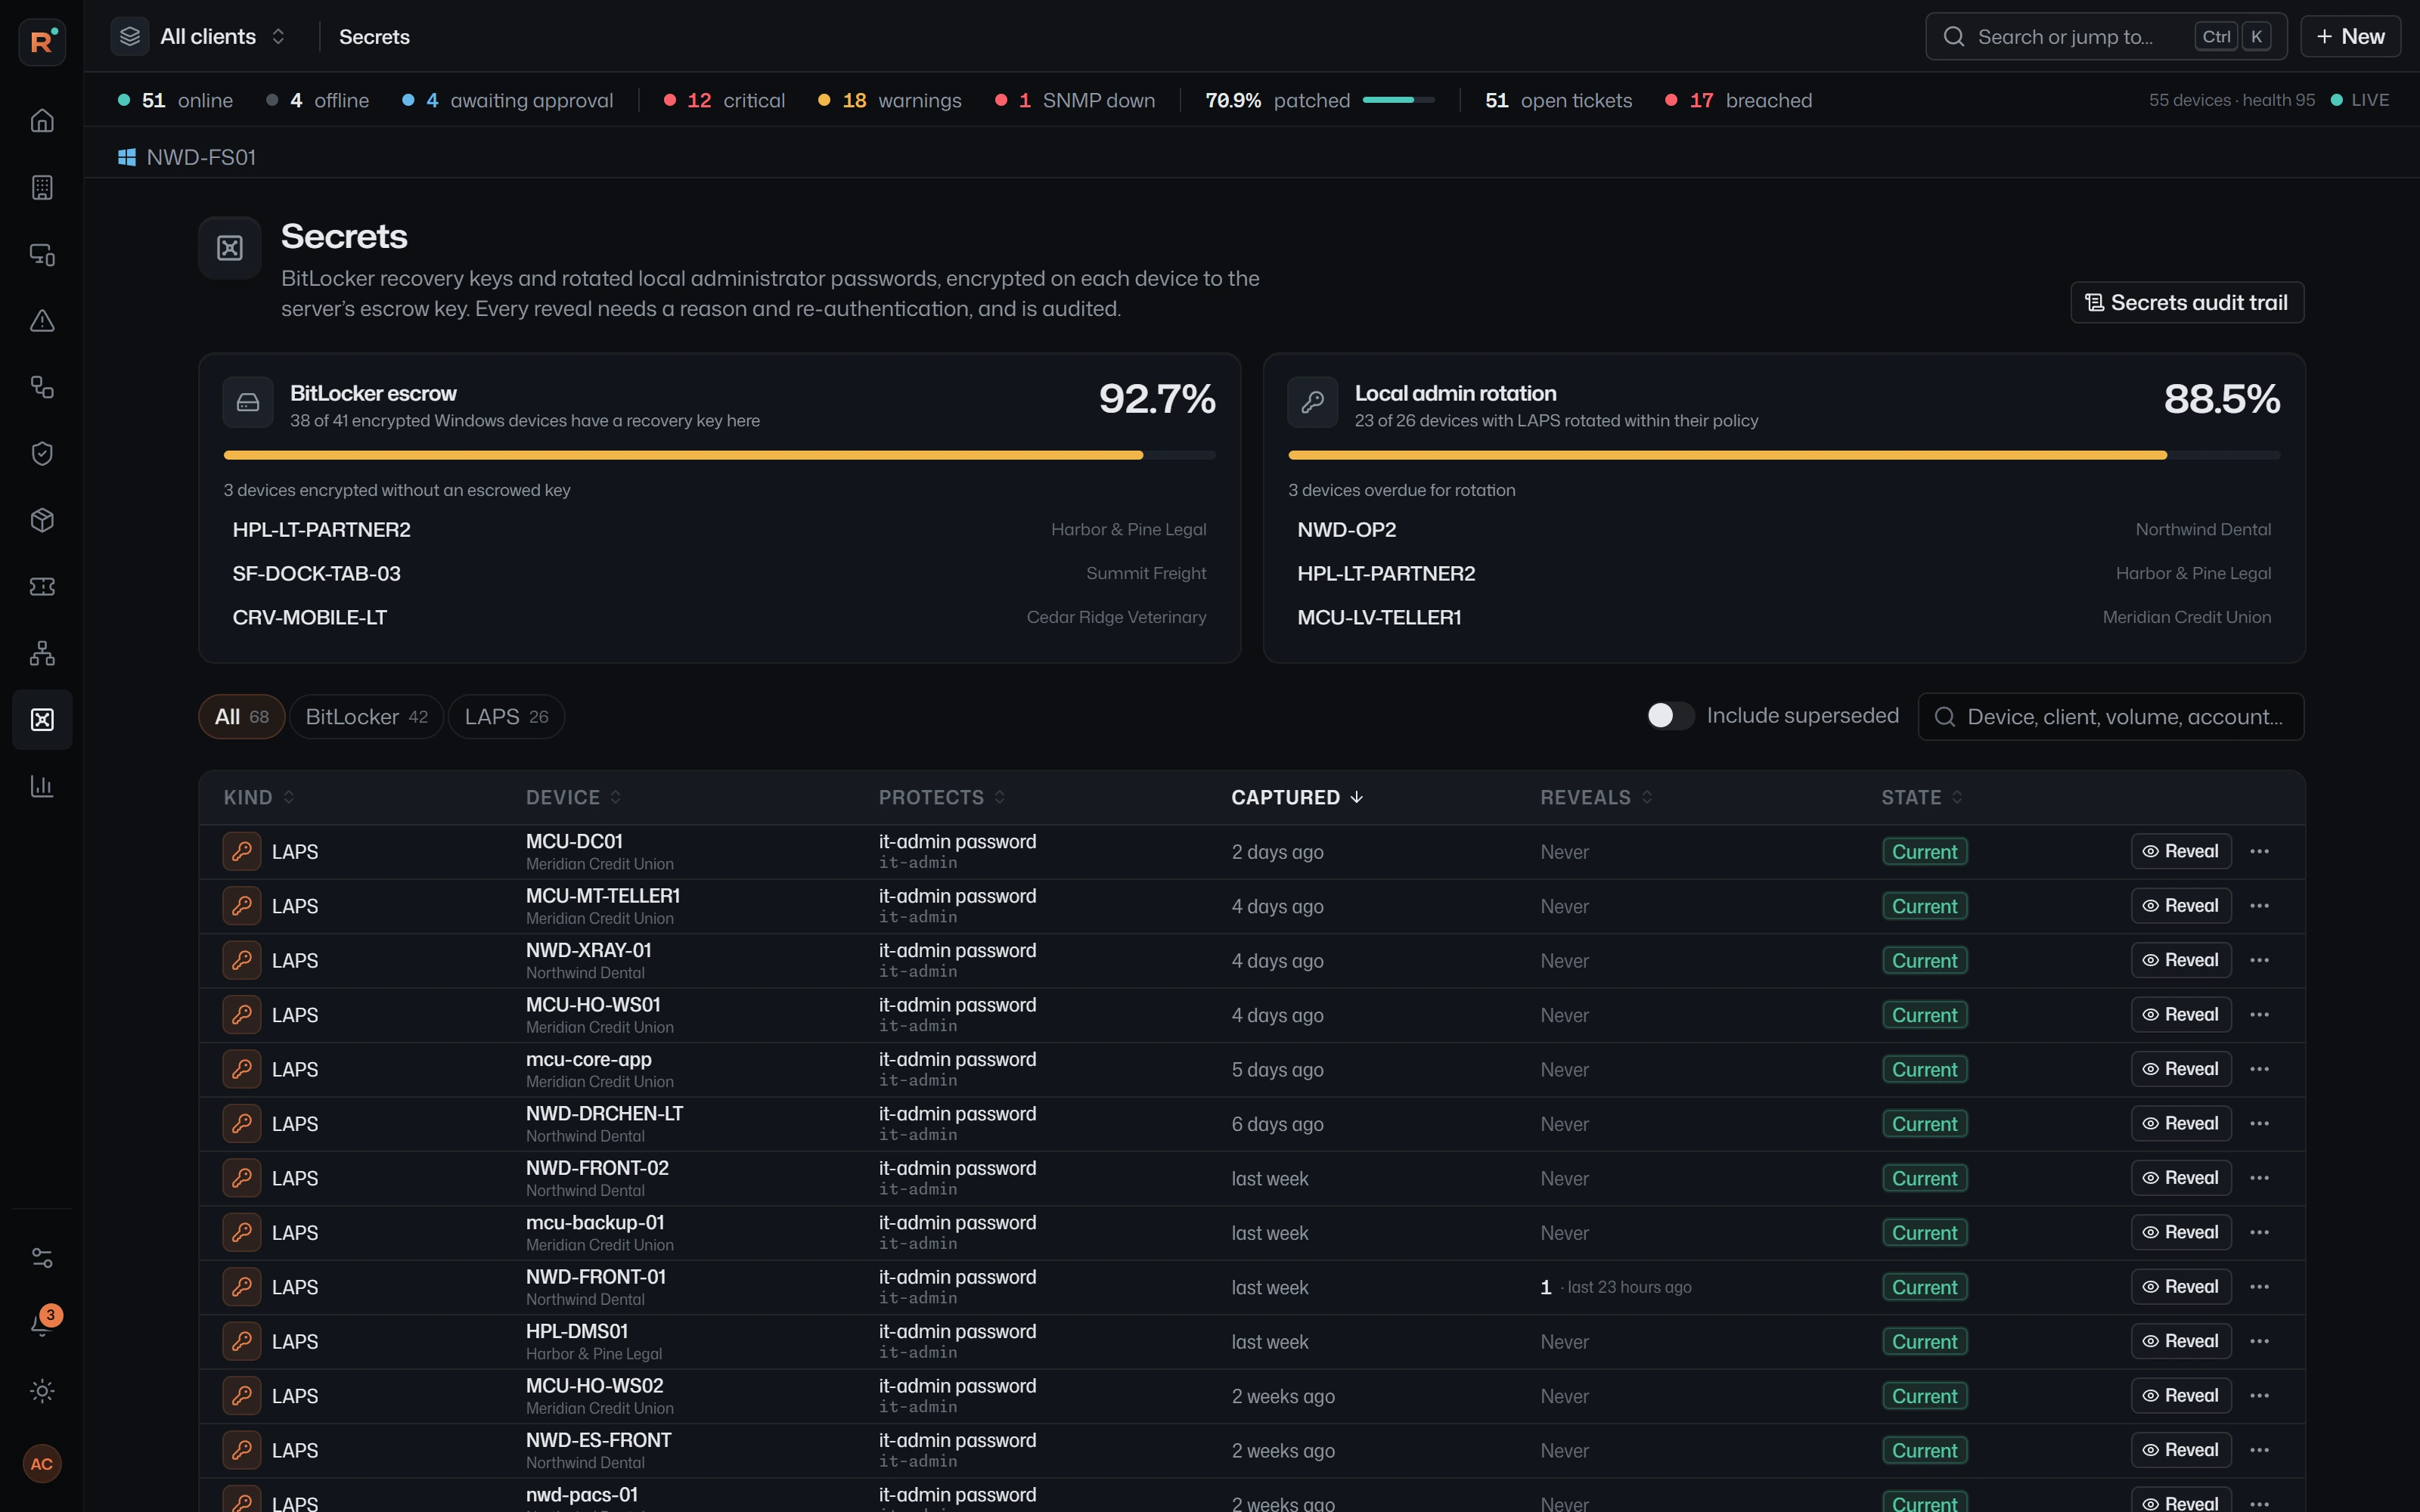 R
All clients
Secrets
Search or jump to...
Ctrl
K
New
51 online
4 offline
4 awaiting approval
12 critical
18 warnings
1 SNMP down
70.9% patched
51 open tickets
17 breached
55 devices · health 95
LIVE
NWD-FS01
Secrets
BitLocker recovery keys and rotated local administrator passwords, encrypted on each device to the
server’s escrow key. Every reveal needs a reason and re-authentication, and is audited.
Secrets audit trail
BitLocker escrow
38 of 41 encrypted Windows devices have a recovery key here
92.7%
3 devices encrypted without an escrowed key
HPL-LT-PARTNER2 Harbor & Pine Legal
SF-DOCK-TAB-03 Summit Freight
CRV-MOBILE-LT Cedar Ridge Veterinary
Local admin rotation
23 of 26 devices with LAPS rotated within their policy
88.5%
3 devices overdue for rotation
NWD-OP2 Northwind Dental
HPL-LT-PARTNER2 Harbor & Pine Legal
MCU-LV-TELLER1 Meridian Credit Union
All 68
BitLocker 42
LAPS 26
Include superseded
Device, client, volume, account...
KIND DEVICE PROTECTS CAPTURED REVEALS STATE
LAPS MCU-DC01 it-admin password 2 days ago Never Current Reveal
Meridian Credit Union it-admin
LAPS MCU-MT-TELLER1 it-admin password 4 days ago Never Current Reveal
Meridian Credit Union it-admin
LAPS NWD-XRAY-01 it-admin password 4 days ago Never Current Reveal
Northwind Dental it-admin
LAPS MCU-HO-WS01 it-admin password 4 days ago Never Current Reveal
Meridian Credit Union it-admin
LAPS mcu-core-app it-admin password 5 days ago Never Current Reveal
Meridian Credit Union it-admin
LAPS NWD-DRCHEN-LT it-admin password 6 days ago Never Current Reveal
Northwind Dental it-admin
LAPS NWD-FRONT-02 it-admin password last week Never Current Reveal
Northwind Dental it-admin
LAPS mcu-backup-01 it-admin password last week Never Current Reveal
Meridian Credit Union it-admin
LAPS NWD-FRONT-01 it-admin password last week 1 · last 23 hours ago Current Reveal
Northwind Dental it-admin
LAPS HPL-DMS01 it-admin password last week Never Current Reveal
Harbor & Pine Legal it-admin
LAPS MCU-HO-WS02 it-admin password 2 weeks ago Never Current Reveal
Meridian Credit Union it-admin
LAPS NWD-ES-FRONT it-admin password 2 weeks ago Never Current Reveal
Northwind Dental it-admin
LAPS nwd-pacs-01 it-admin password 2 weeks ago Never Current Reveal
3
AC